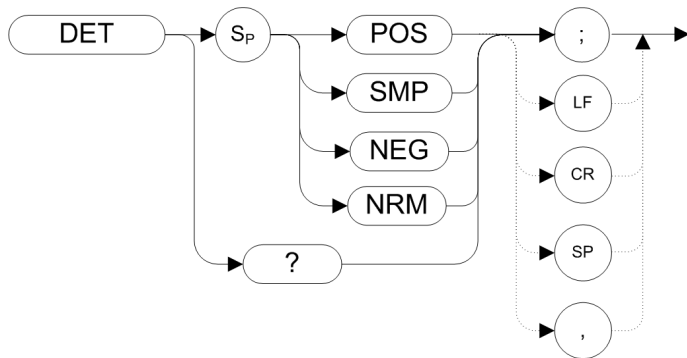 DET
SP
POS
;
SMP
LF
NEG
CR
NRM
SP
?
,